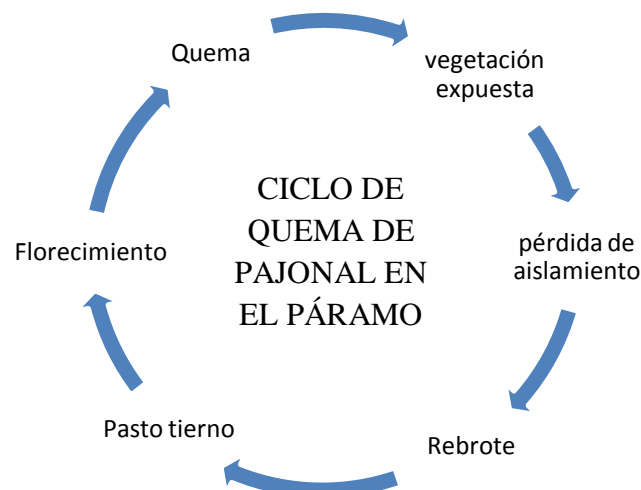 Quema
vegetación
expuesta
pérdida de
aislamiento
Rebrote
Pasto tierno
Florecimiento
CICLO DE
QUEMA DE
PAJONAL EN
EL PÁRAMO